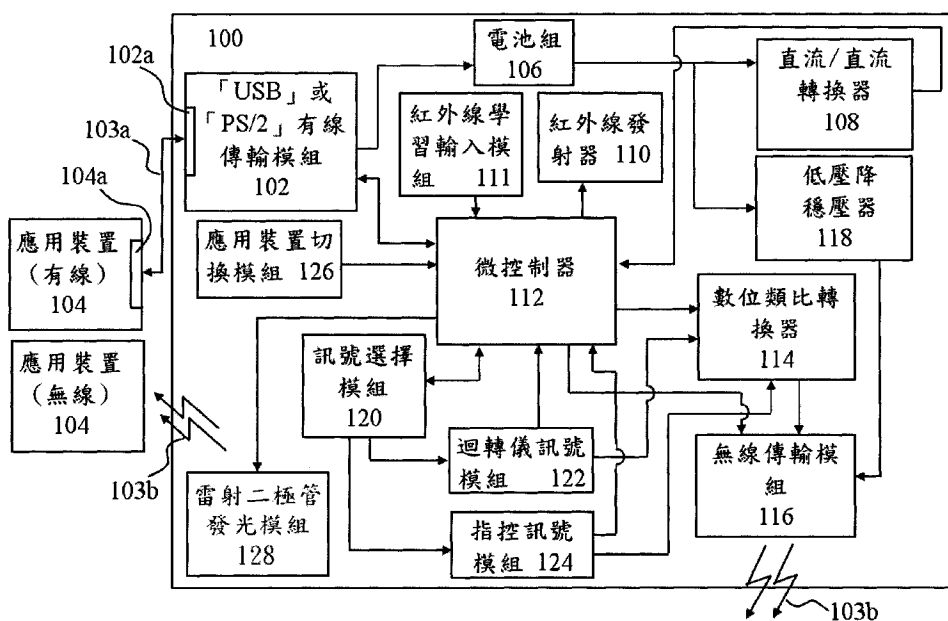 100
102a
103a
104a
「USB」或
「PS/2」有線
傳輸模組
102
電池組
106
直流/直流
轉換器
108
紅外線學
習輸入模
組 111
紅外線發
射器 110
低壓降
穩壓器
118
應用裝置
(有線)
104
應用裝置切
換模組 126
微控制器
112
數位類比轉
換器
114
應用裝置
(無線)
104
訊號選擇
模組
120
103b
迴轉儀訊號
模組 122
無線傳輸模
組
116
雷射二極管
發光模組
128
指控訊號
模組 124
103b